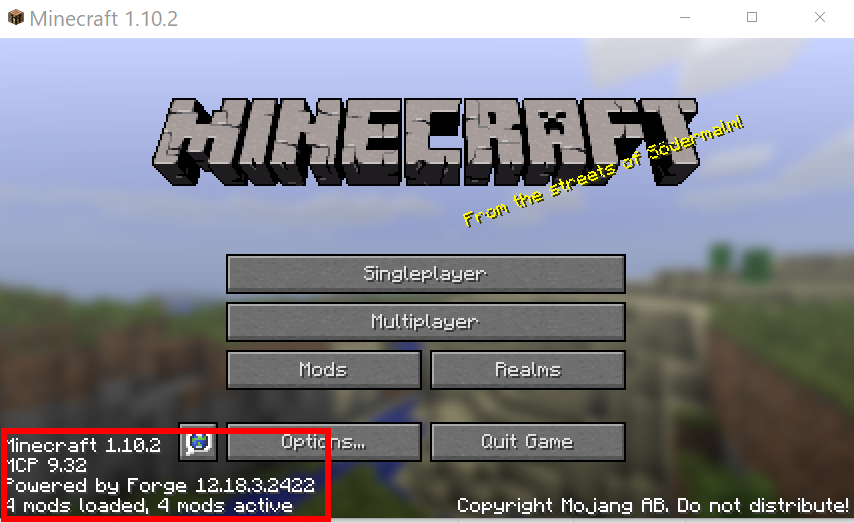 Minecraft 1.10.2
MINECRAFT
From the streets of Södermalm!
Singleplayer
Multiplayer
Mods
Realms
Options...
Quit Game
Minecraft 1.10.2
MCP 9.32
Powered by Forge 12.18.3.2422
4 mods loaded, 4 mods active
Copyright Mojang AB. Do not distribute!